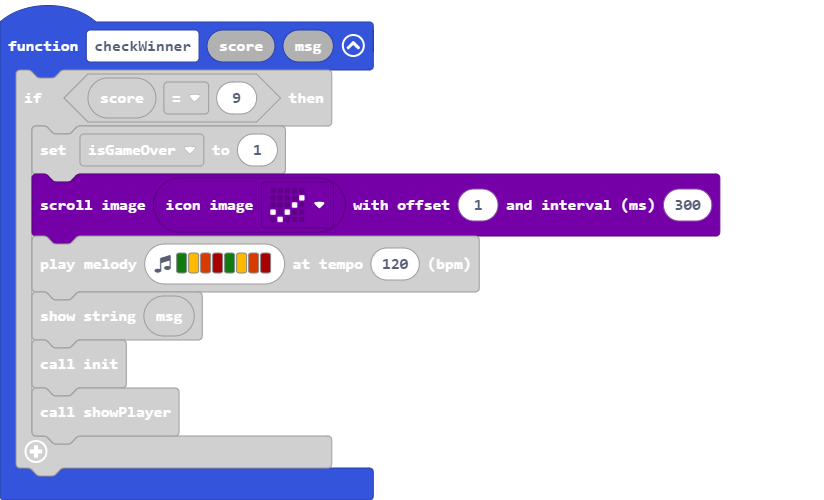 function checkWinner score msg
if score = 9 then
set isGameOver to 1
scroll image icon image with offset 1 and interval (ms) 300
play melody at tempo 120 (bpm)
show string msg
call init
call showPlayer